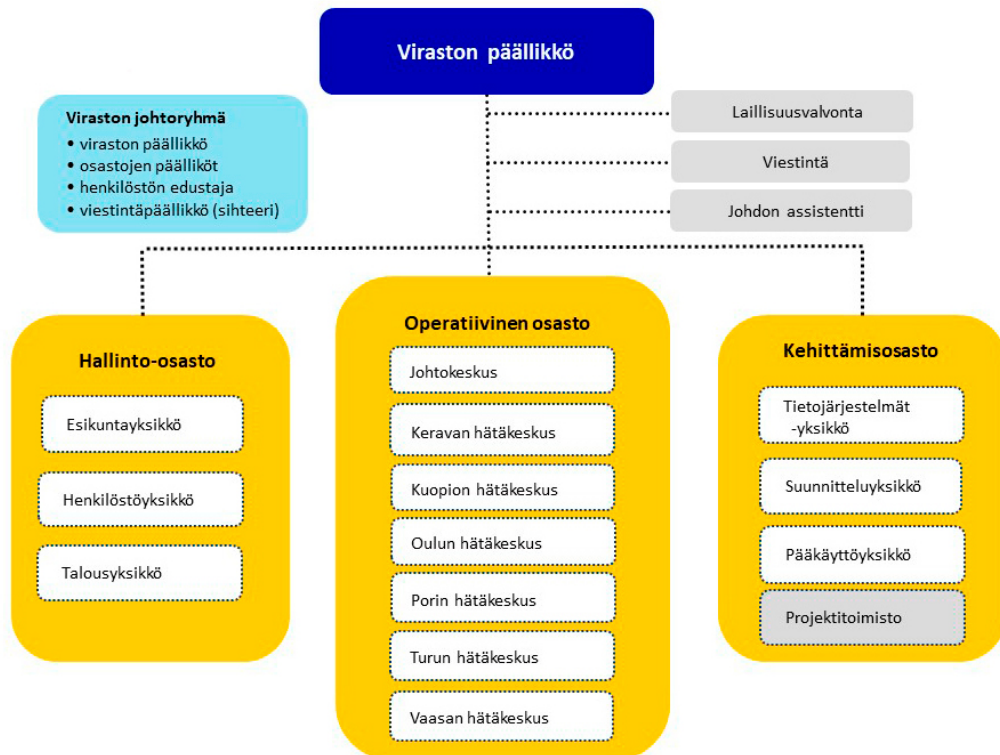 Viraston päällikkö
Viraston johtoryhmä
• viraston päällikkö
• osastojen päälliköt
• henkilöstön edustaja
• viestintäpäällikkö (sihteeri)
Laillisuusvalvonta
Viestintä
Johdon assistentti
Hallinto-osasto
Esikuntayksikkö
Henkilöstöyksikkö
Talousyksikkö
Operatiivinen osasto
Johtokeskus
Keravan hätäkeskus
Kuopion hätäkeskus
Oulun hätäkeskus
Porin hätäkeskus
Turun hätäkeskus
Vaasan hätäkeskus
Kehittämisosasto
Tietojärjestelmät
-yksikkö
Suunnitteluyksikkö
Pääkäyttöyksikkö
Projektitoimisto